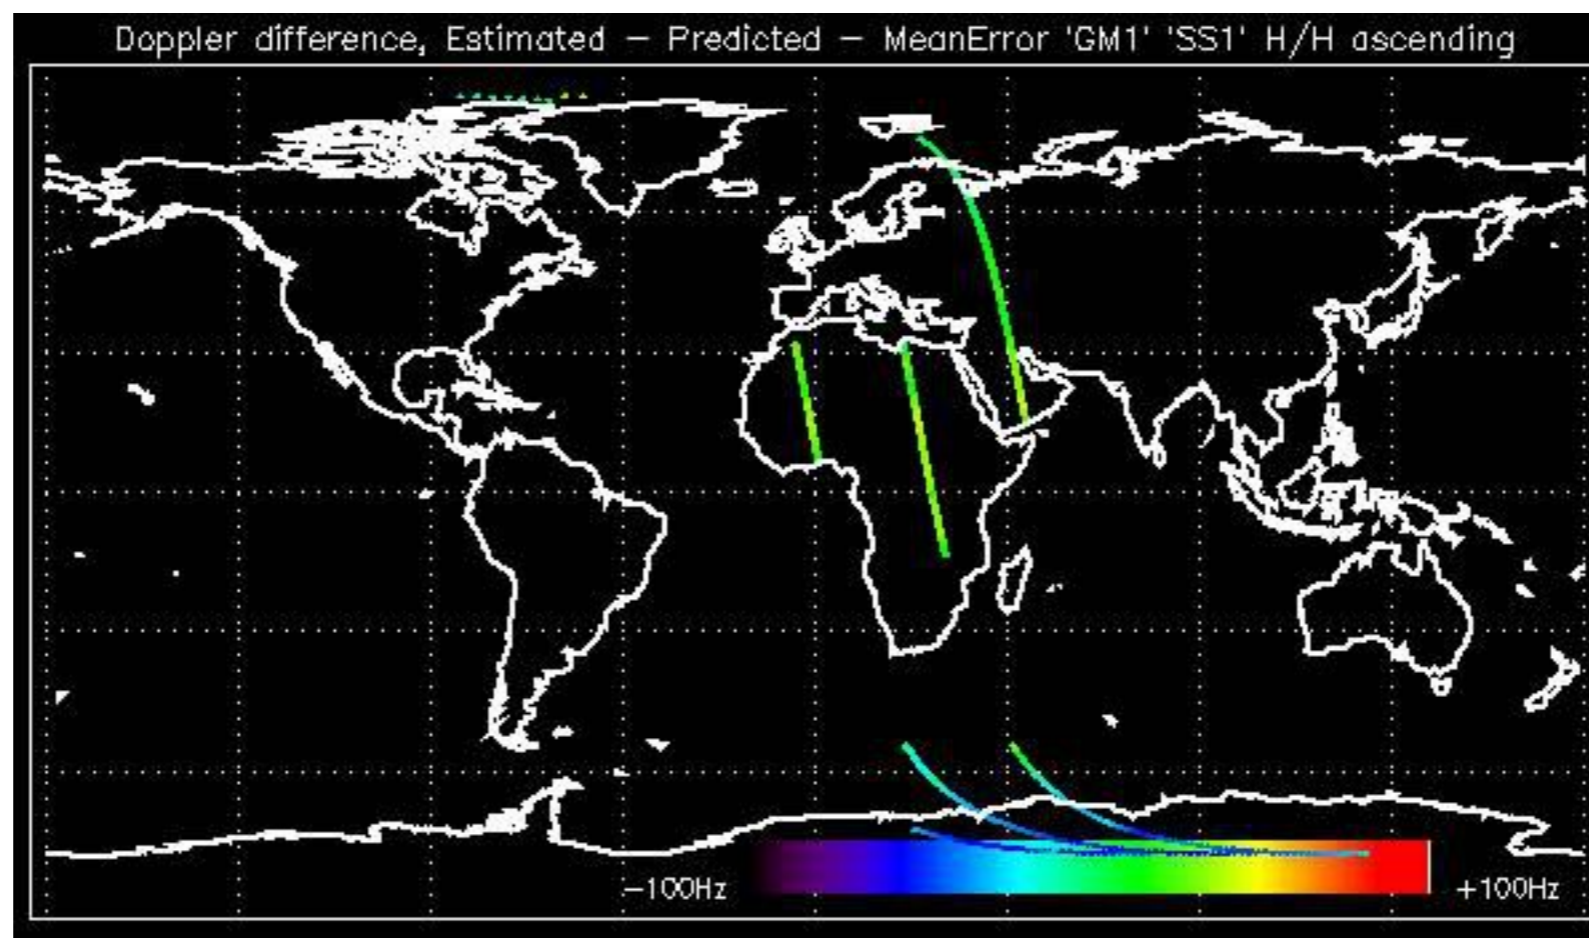 Doppler difference, Estimated - Predicted - MeanError 'GM1' 'SS1' H/H ascending
-100Hz
+100Hz